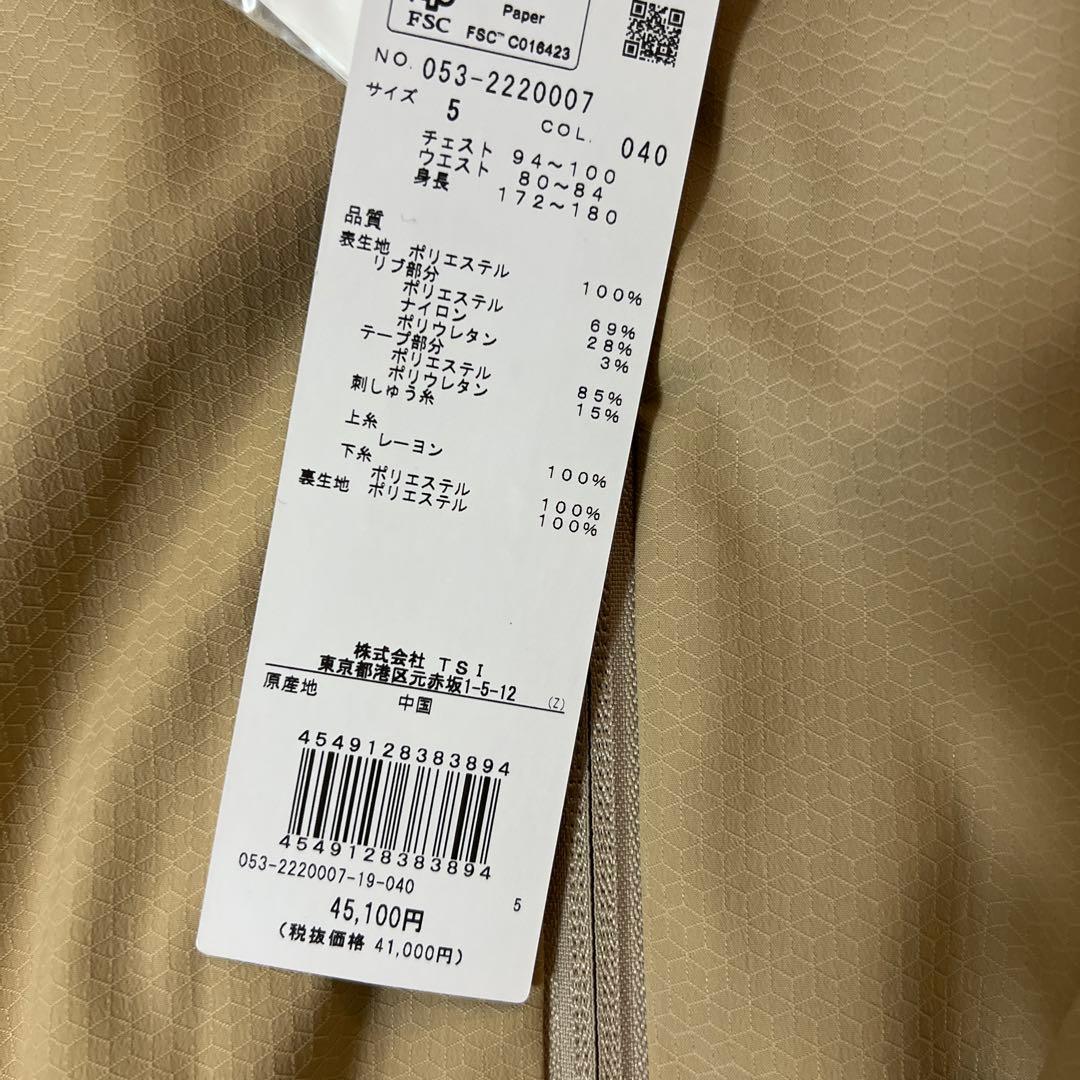 Paper
FSC
FSC™ C016423
NO. 053-2220007
サイズ 5 COL. 040
チェスト 94～100
ウエスト 80～84
身長 172～180
品質
表生地 ポリエステル 100%
リブ部分
ポリエステル 69%
ナイロン 28%
ポリウレタン 3%
テープ部分
ポリエステル 85%
ポリウレタン 15%
刺しゅう糸
上糸
レーヨン 100%
下糸
ポリエステル 100%
裏生地 ポリエステル 100%
株式会社 TSI
東京都港区元赤坂1-5-12 (Z)
原産地 中国
4549128383894
4549128383894
053-2220007-19-040
5
45,100円
(税抜価格 41,000円)